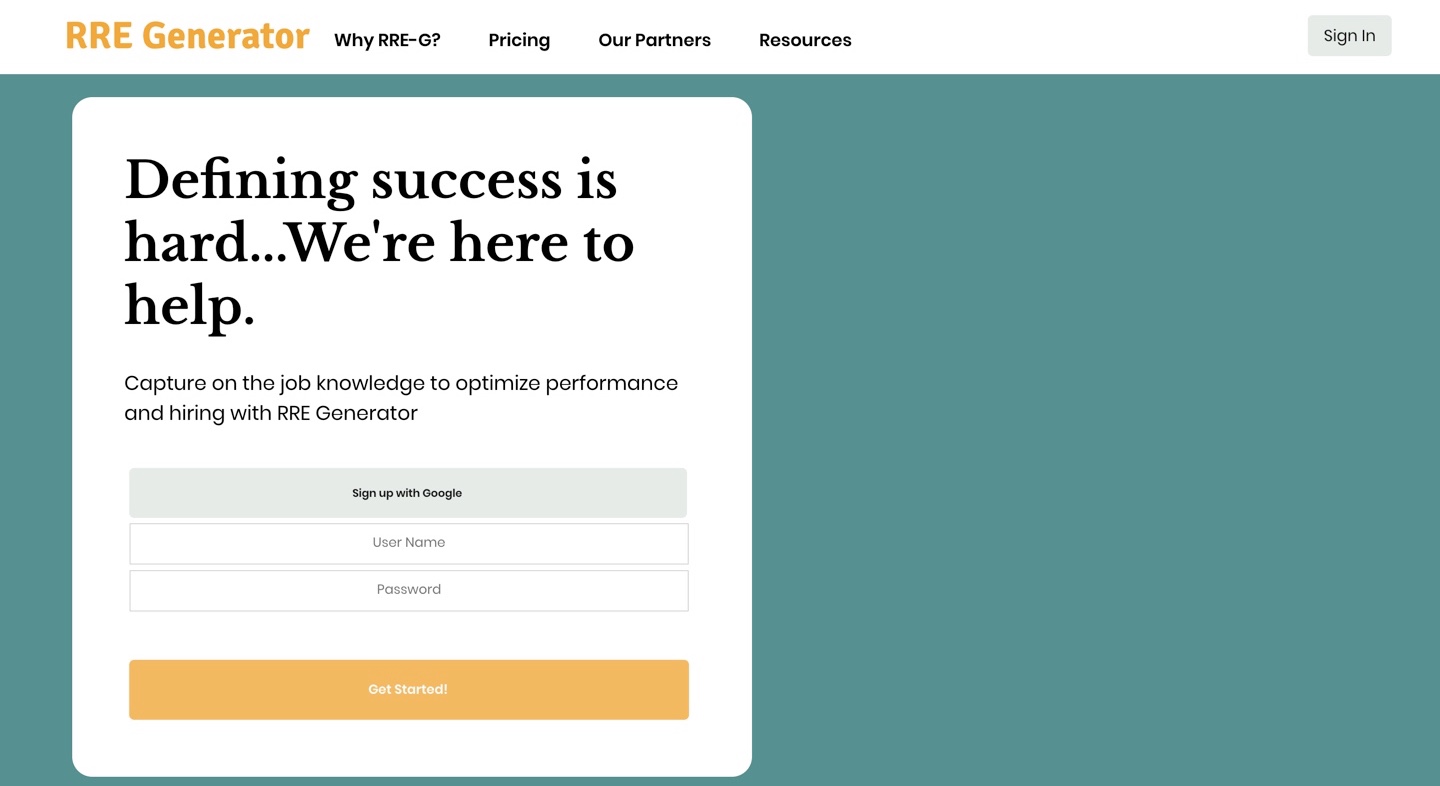 RRE Generator
Why RRE-G?
Pricing
Our Partners
Resources
Sign In
Defining success is
hard...We're here to
help.
Capture on the job knowledge to optimize performance
and hiring with RRE Generator
Sign up with Google
User Name
Password
Get Started!